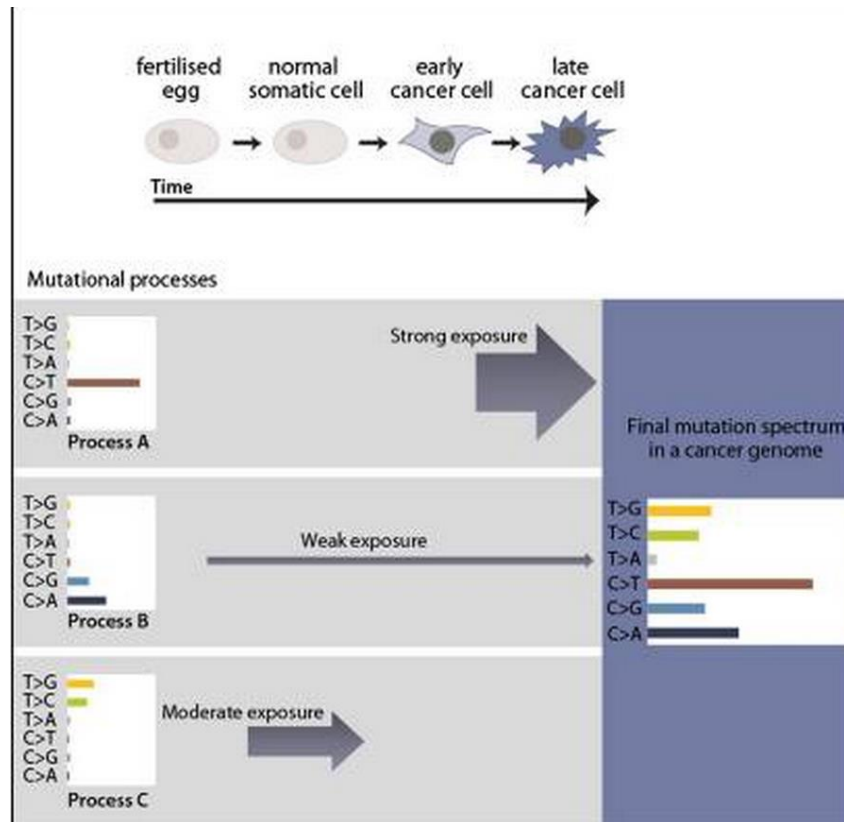 fertilised
egg
normal
somatic cell
early
cancer cell
late
cancer cell
Time
Mutational processes
T>G
T>C
T>A
C>T
C>G
C>A
Process A
Strong exposure
T>G
T>C
T>A
C>T
C>G
C>A
Process B
Weak exposure
T>G
T>C
T>A
C>T
C>G
C>A
Process C
Moderate exposure
Final mutation spectrum
in a cancer genome
T>G
T>C
T>A
C>T
C>G
C>A